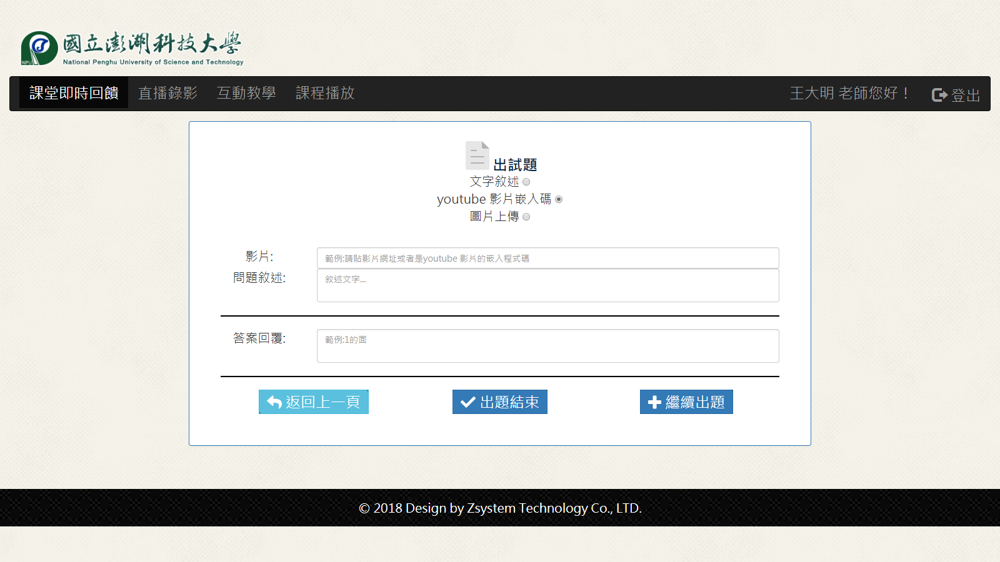 國立澎湖科技大學
NPU
National Penghu University of Science and Technology
課堂即時回饋 直播錄影 互動教學 課程播放 王大明 老師您好！ 登出
出試題
文字敘述
youtube 影片嵌入碼
圖片上傳
影片: 範例:請貼影片網址或者是youtube 影片的嵌入程式碼
問題敘述: 敘述文字...
答案回覆: 範例:1的面
返回上一頁 出題結束 繼續出題
© 2018 Design by Zsystem Technology Co., LTD.